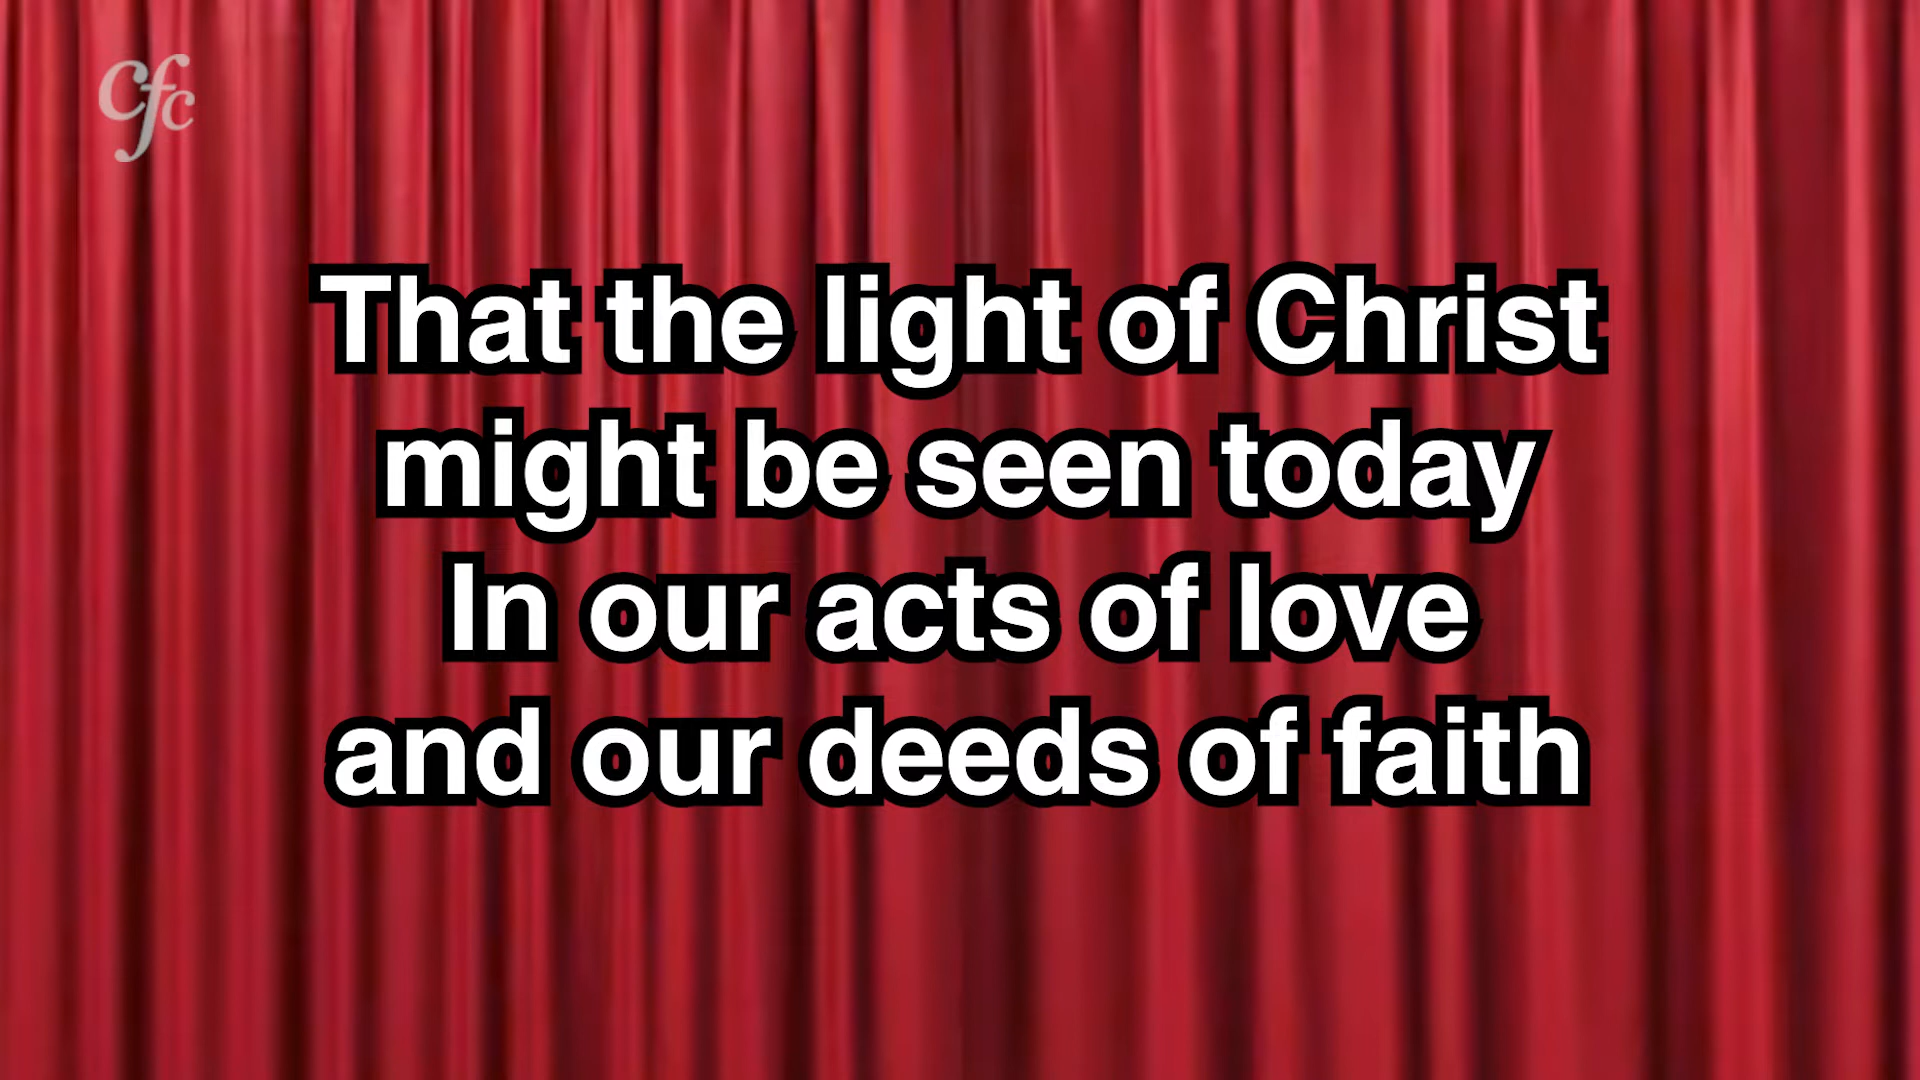 cfc
That the light of Christ
might be seen today
In our acts of love
and our deeds of faith